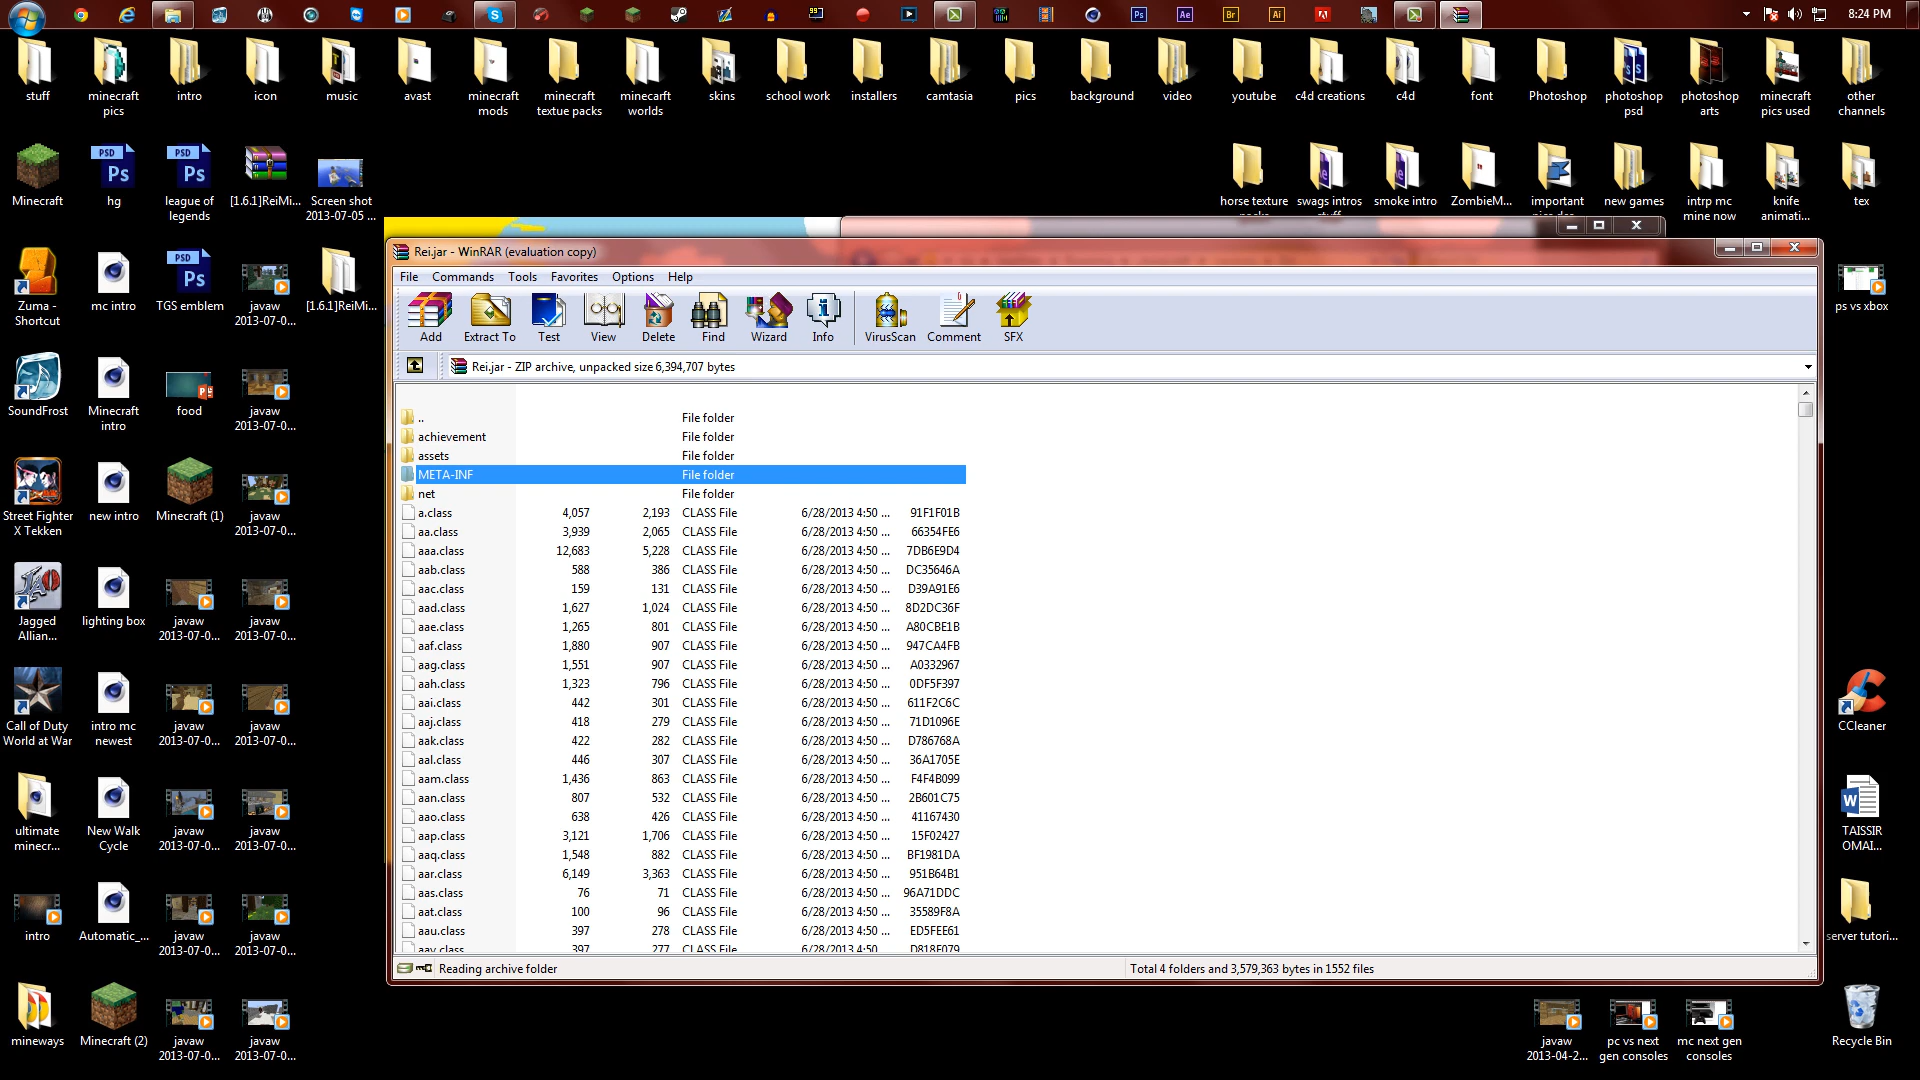 8:24 PM
stuff
minecraft pics
intro
icon
music
avast
minecraft mods
minecraft textue packs
minecarft worlds
skins
school work
installers
camtasia
pics
background
video
youtube
c4d creations
c4d
font
Photoshop
photoshop psd
photoshop arts
minecraft pics used
other channels
Minecraft
hg
league of legends
[1.6.1]ReiMi...
Screen shot 2013-07-05 ...
horse texture
swags intros
smoke intro
ZombieM...
important
new games
intrp mc mine now
knife animati...
tex
Zuma - Shortcut
mc intro
TGS emblem
javaw 2013-07-0...
[1.6.1]ReiMi...
ps vs xbox
SoundFrost
Minecraft intro
food
javaw 2013-07-0...
Street Fighter X Tekken
new intro
Minecraft (1)
javaw 2013-07-0...
Jagged Allian...
lighting box
javaw 2013-07-0...
javaw 2013-07-0...
Call of Duty World at War
intro mc newest
javaw 2013-07-0...
javaw 2013-07-0...
CCleaner
ultimate minecr...
New Walk Cycle
javaw 2013-07-0...
javaw 2013-07-0...
TAISSIR OMAI...
intro
Automatic_...
javaw 2013-07-0...
javaw 2013-07-0...
server tutori...
mineways
Minecraft (2)
javaw 2013-07-0...
javaw 2013-07-0...
javaw 2013-04-2...
pc vs next gen consoles
mc next gen consoles
Recycle Bin
Rei.jar - WinRAR (evaluation copy)
File Commands Tools Favorites Options Help
Add Extract To Test View Delete Find Wizard Info VirusScan Comment SFX
Rei.jar - ZIP archive, unpacked size 6,394,707 bytes
.. File folder
achievement File folder
assets File folder
META-INF File folder
net File folder
a.class 4,057 2,193 CLASS File 6/28/2013 4:50 ... 91F1F01B
aa.class 3,939 2,065 CLASS File 6/28/2013 4:50 ... 66354FE6
aaa.class 12,683 5,228 CLASS File 6/28/2013 4:50 ... 7DB6E9D4
aab.class 588 386 CLASS File 6/28/2013 4:50 ... DC35646A
aac.class 159 131 CLASS File 6/28/2013 4:50 ... D39A91E6
aad.class 1,627 1,024 CLASS File 6/28/2013 4:50 ... 8D2DC36F
aae.class 1,265 801 CLASS File 6/28/2013 4:50 ... A80CBE1B
aaf.class 1,880 907 CLASS File 6/28/2013 4:50 ... 947CA4FB
aag.class 1,551 907 CLASS File 6/28/2013 4:50 ... A0332967
aah.class 1,323 796 CLASS File 6/28/2013 4:50 ... 0DF5F397
aai.class 442 301 CLASS File 6/28/2013 4:50 ... 611F2C6C
aaj.class 418 279 CLASS File 6/28/2013 4:50 ... 71D1096E
aak.class 422 282 CLASS File 6/28/2013 4:50 ... D786768A
aal.class 446 307 CLASS File 6/28/2013 4:50 ... 36A1705E
aam.class 1,436 863 CLASS File 6/28/2013 4:50 ... F4F4B099
aan.class 807 532 CLASS File 6/28/2013 4:50 ... 2B601C75
aao.class 638 426 CLASS File 6/28/2013 4:50 ... 41167430
aap.class 3,121 1,706 CLASS File 6/28/2013 4:50 ... 15F02427
aaq.class 1,548 882 CLASS File 6/28/2013 4:50 ... BF1981DA
aar.class 6,149 3,363 CLASS File 6/28/2013 4:50 ... 951B64B1
aas.class 76 71 CLASS File 6/28/2013 4:50 ... 96A71DDC
aat.class 100 96 CLASS File 6/28/2013 4:50 ... 35589F8A
aau.class 397 278 CLASS File 6/28/2013 4:50 ... ED5FEE61
aav.class 397 277 CLASS File 6/28/2013 4:50 ... D818F079
Reading archive folder
Total 4 folders and 3,579,363 bytes in 1552 files